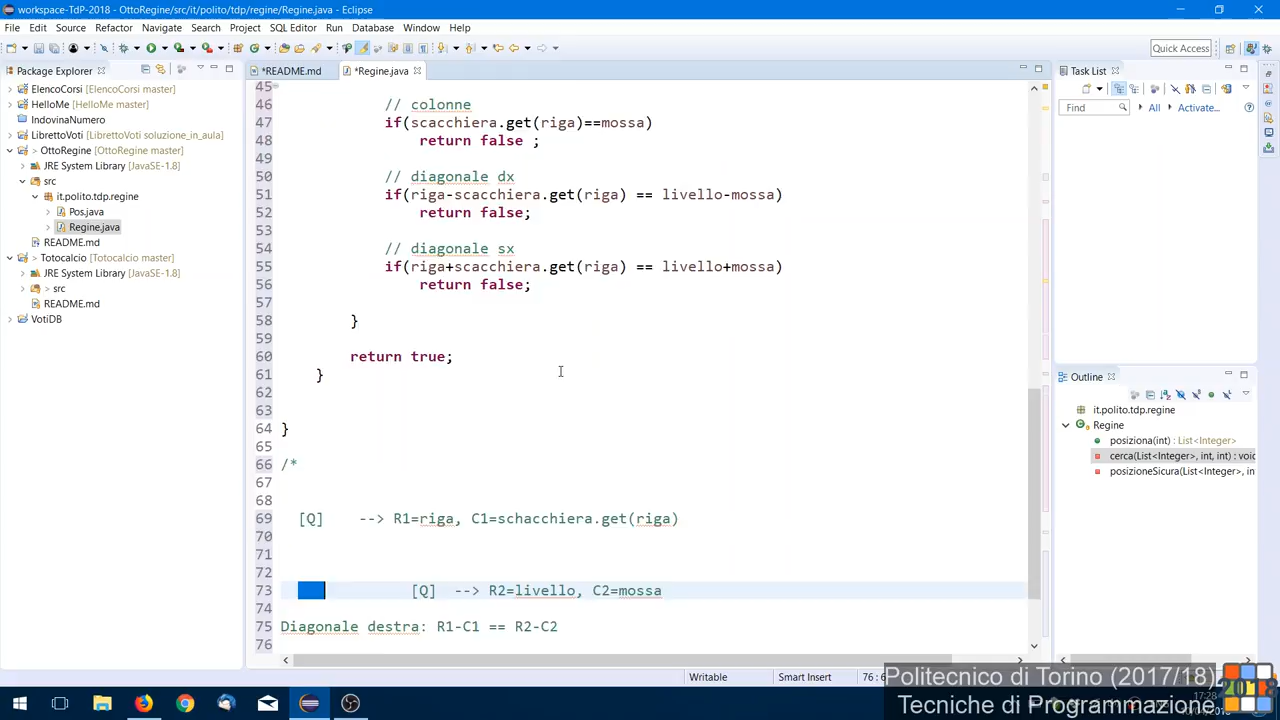 workspace-TdP-2018 - OttoRegine/src/it/polito/tdp/regine/Regine.java - Eclipse
File Edit Source Refactor Navigate Search Project SQL Editor Run Database Window Help
Quick Access
Package Explorer
*README.md
*Regine.java
Task List
ElencoCorsi [ElencoCorsi master]
HelloMe [HelloMe master]
IndovinaNumero
LibrettoVoti [LibrettoVoti soluzione_in_aula]
OttoRegine [OttoRegine master]
JRE System Library [JavaSE-1.8]
src
it.polito.tdp.regine
Pos.java
Regine.java
README.md
Totocalcio [Totocalcio master]
JRE System Library [JavaSE-1.8]
> src
README.md
VotiDB
45
46 // colonne
47 if(scacchiera.get(riga)==mossa)
48 return false ;
49
50 // diagonale dx
51 if(riga-scacchiera.get(riga) == livello-mossa)
52 return false;
53
54 // diagonale sx
55 if(riga+scacchiera.get(riga) == livello+mossa)
56 return false;
57
58 }
59
60 return true;
61 }
62
63
64 }
65
66 /*
67
68
69 [Q] --> R1=riga, C1=schacchiera.get(riga)
70
71
72
73 [Q] --> R2=livello, C2=mossa
74
75 Diagonale destra: R1-C1 == R2-C2
76
Find All Activate...
Outline
it.polito.tdp.regine
Regine
posiziona(int) : List<Integer>
cerca(List<Integer>, int, int) : voic
posizioneSicura(List<Integer>, in
Writable Smart Insert 76 : 6
Politecnico di Torino (2017/18)
Tecniche di Programmazione
2018
17:28